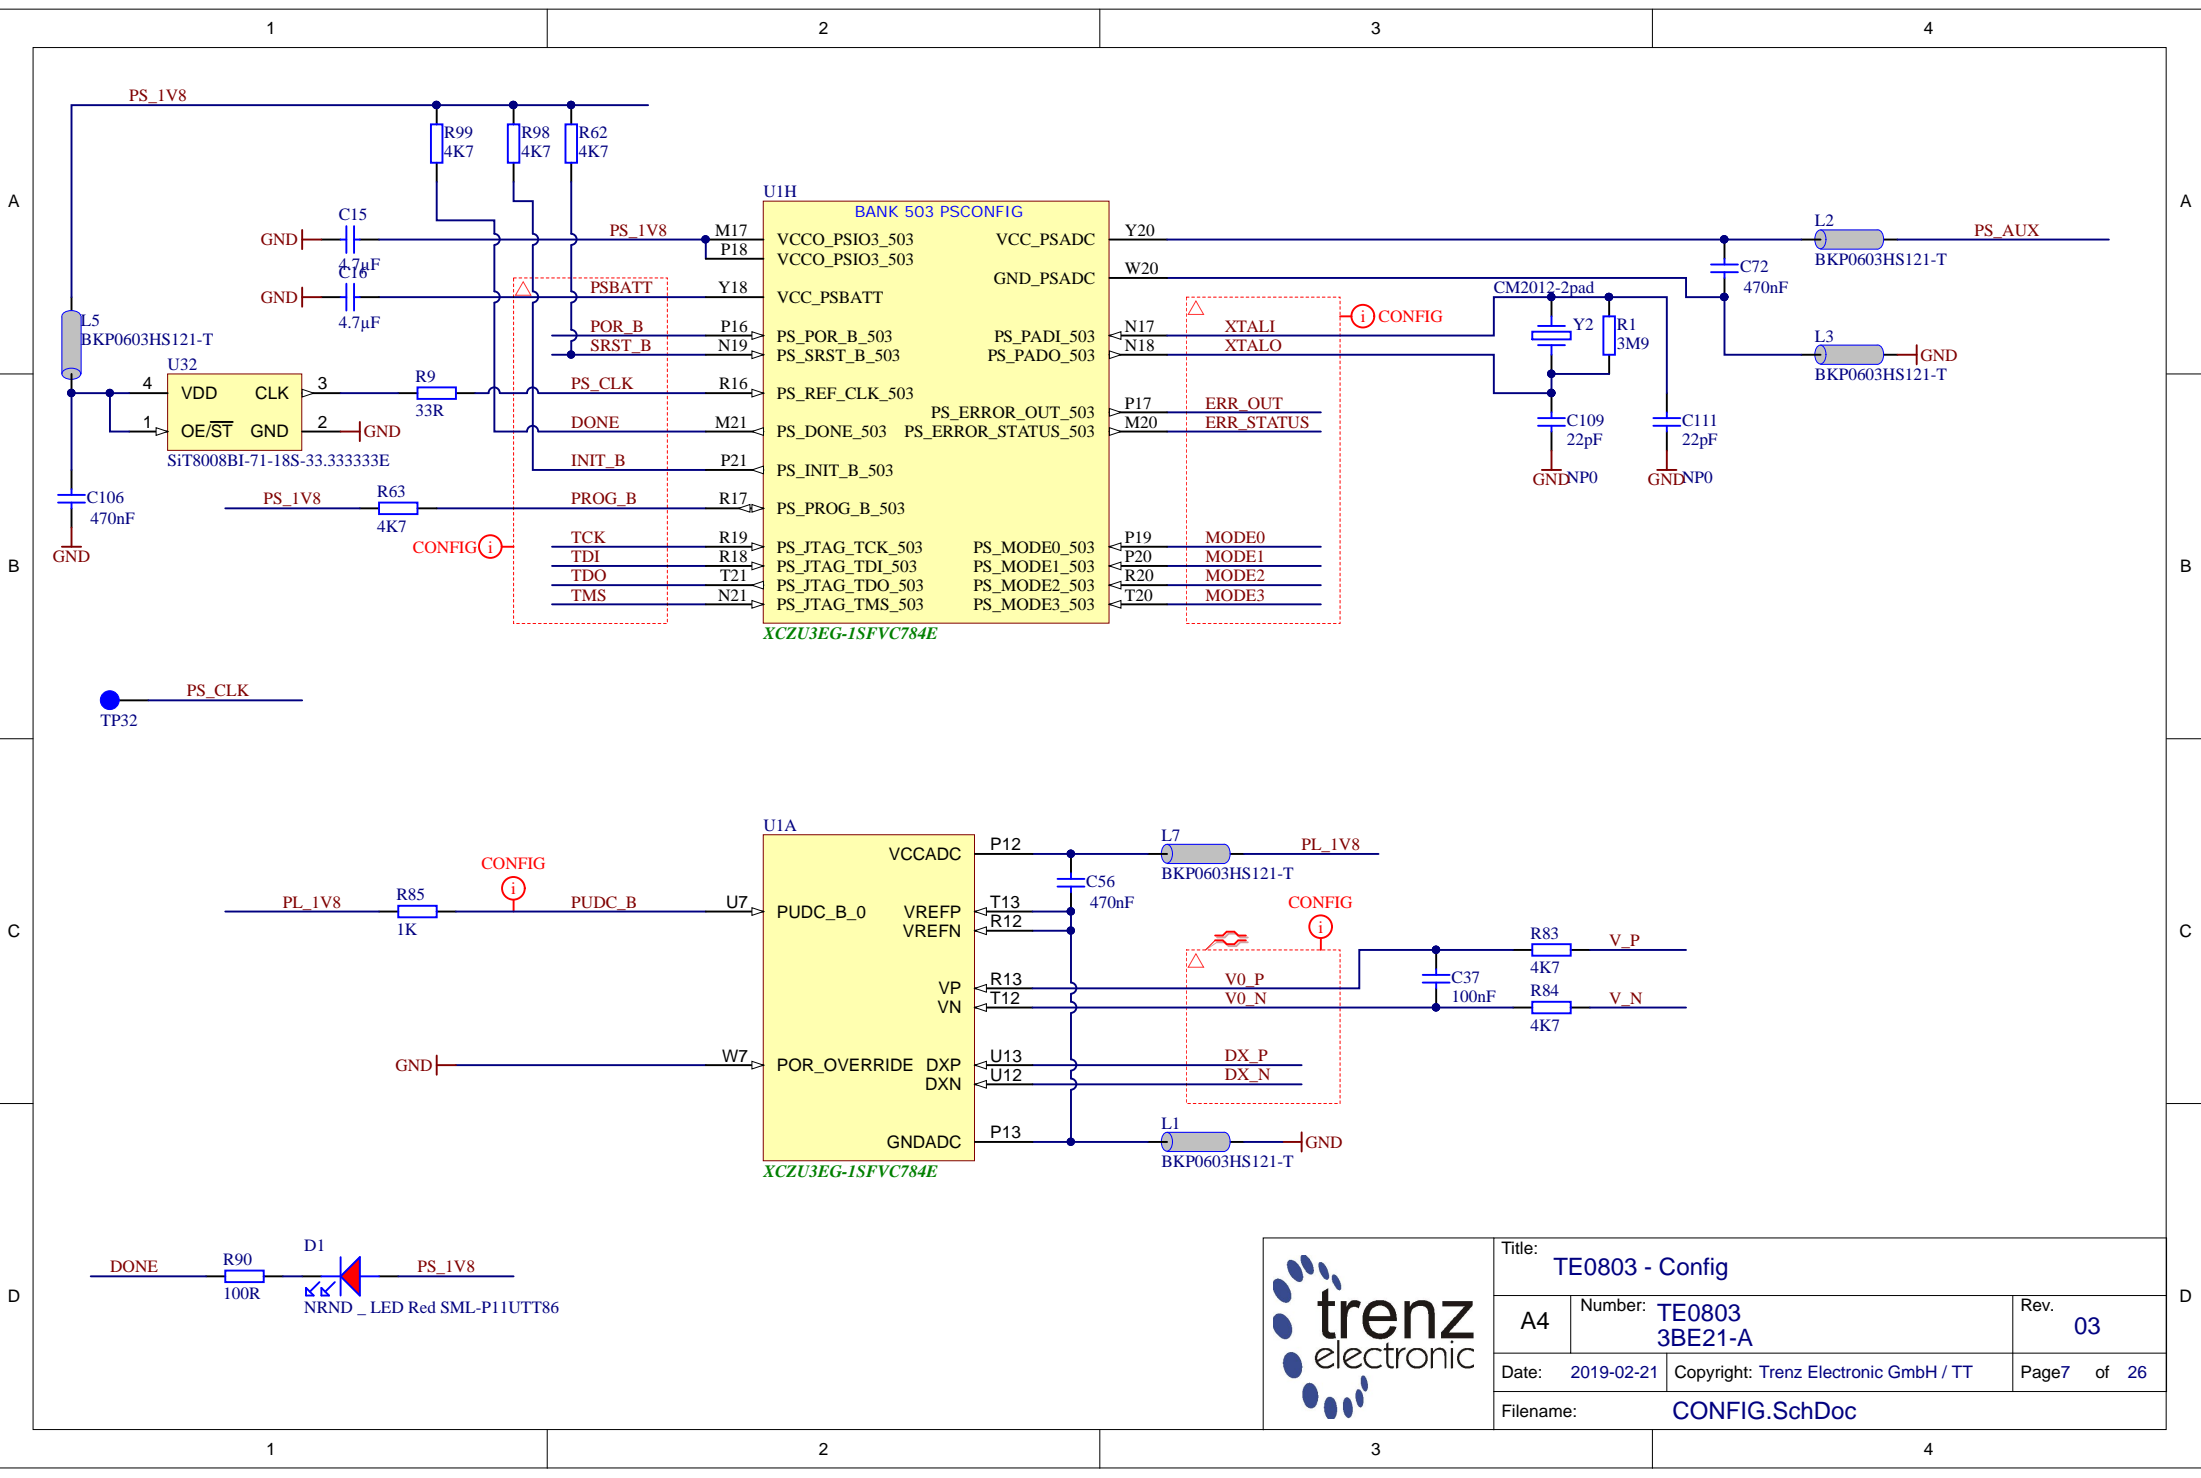 1 2 3 4
A A
B B
C C
D D
PS_1V8
R99
4K7
R98
4K7
R62
4K7
U1H
BANK 503 PSCONFIG
C15
GND
4.7µF
PS_1V8
M17
P18
VCCO_PSIO3_503
VCCO_PSIO3_503
C16
GND
4.7µF
PSBATT
Y18
VCC_PSBATT
POR_B
P16
PS_POR_B_503
SRST_B
N19
PS_SRST_B_503
L5
BKP0603HS121-T
U32
4
VDD
CLK
3
1
OE/ST
GND
2
GND
SiT8008BI-71-18S-33.333333E
R9
33R
PS_CLK
R16
PS_REF_CLK_503
DONE
M21
PS_DONE_503
INIT_B
P21
PS_INIT_B_503
C106
470nF
GND
PS_1V8
R63
4K7
PROG_B
R17
PS_PROG_B_503
CONFIG
i
TCK
R19
PS_JTAG_TCK_503
TDI
R18
PS_JTAG_TDI_503
TDO
T21
PS_JTAG_TDO_503
TMS
N21
PS_JTAG_TMS_503
XCZU3EG-1SFVC784E
VCC_PSADC
Y20
GND_PSADC
W20
PS_PADI_503
N17
XTALI
PS_PADO_503
N18
XTALO
PS_ERROR_OUT_503
P17
ERR_OUT
PS_ERROR_STATUS_503
M20
ERR_STATUS
PS_MODE0_503
P19
MODE0
PS_MODE1_503
P20
MODE1
PS_MODE2_503
R20
MODE2
PS_MODE3_503
T20
MODE3
i
CONFIG
CM2012-2pad
Y2
R1
3M9
C109
22pF
GND
NP0
C111
22pF
GND
NP0
C72
470nF
L2
BKP0603HS121-T
PS_AUX
L3
BKP0603HS121-T
GND
TP32
PS_CLK
U1A
PL_1V8
R85
1K
CONFIG
i
PUDC_B
U7
PUDC_B_0
GND
W7
POR_OVERRIDE
VCCADC
P12
VREFP
T13
VREFN
R12
VP
R13
VN
T12
DXP
U13
DXN
U12
GNDADC
P13
XCZU3EG-1SFVC784E
L7
BKP0603HS121-T
PL_1V8
C56
470nF
CONFIG
i
V0_P
V0_N
DX_P
DX_N
C37
100nF
R83
4K7
V_P
R84
4K7
V_N
L1
BKP0603HS121-T
GND
DONE
R90
100R
D1
PS_1V8
NRND _ LED Red SML-P11UTT86
trenz
electronic
Title:
TE0803 - Config
A4
Number: TE0803
3BE21-A
Rev.
03
Date: 2019-02-21
Copyright: Trenz Electronic GmbH / TT
Page7 of 26
Filename: CONFIG.SchDoc
1 2 3 4